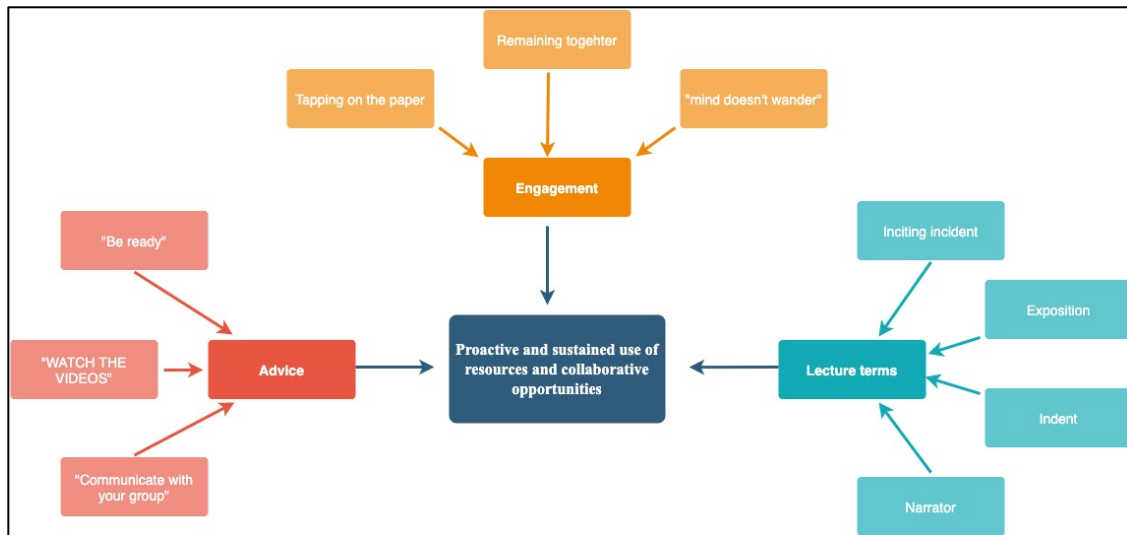 Remaining togehter
Tapping on the paper
"mind doesn't wander"
Engagement
"Be ready"
Inciting incident
Exposition
"WATCH THE
VIDEOS"
Advice
Proactive and sustained use of
resources and collaborative
opportunities
Lecture terms
Indent
"Communicate with
your group"
Narrator